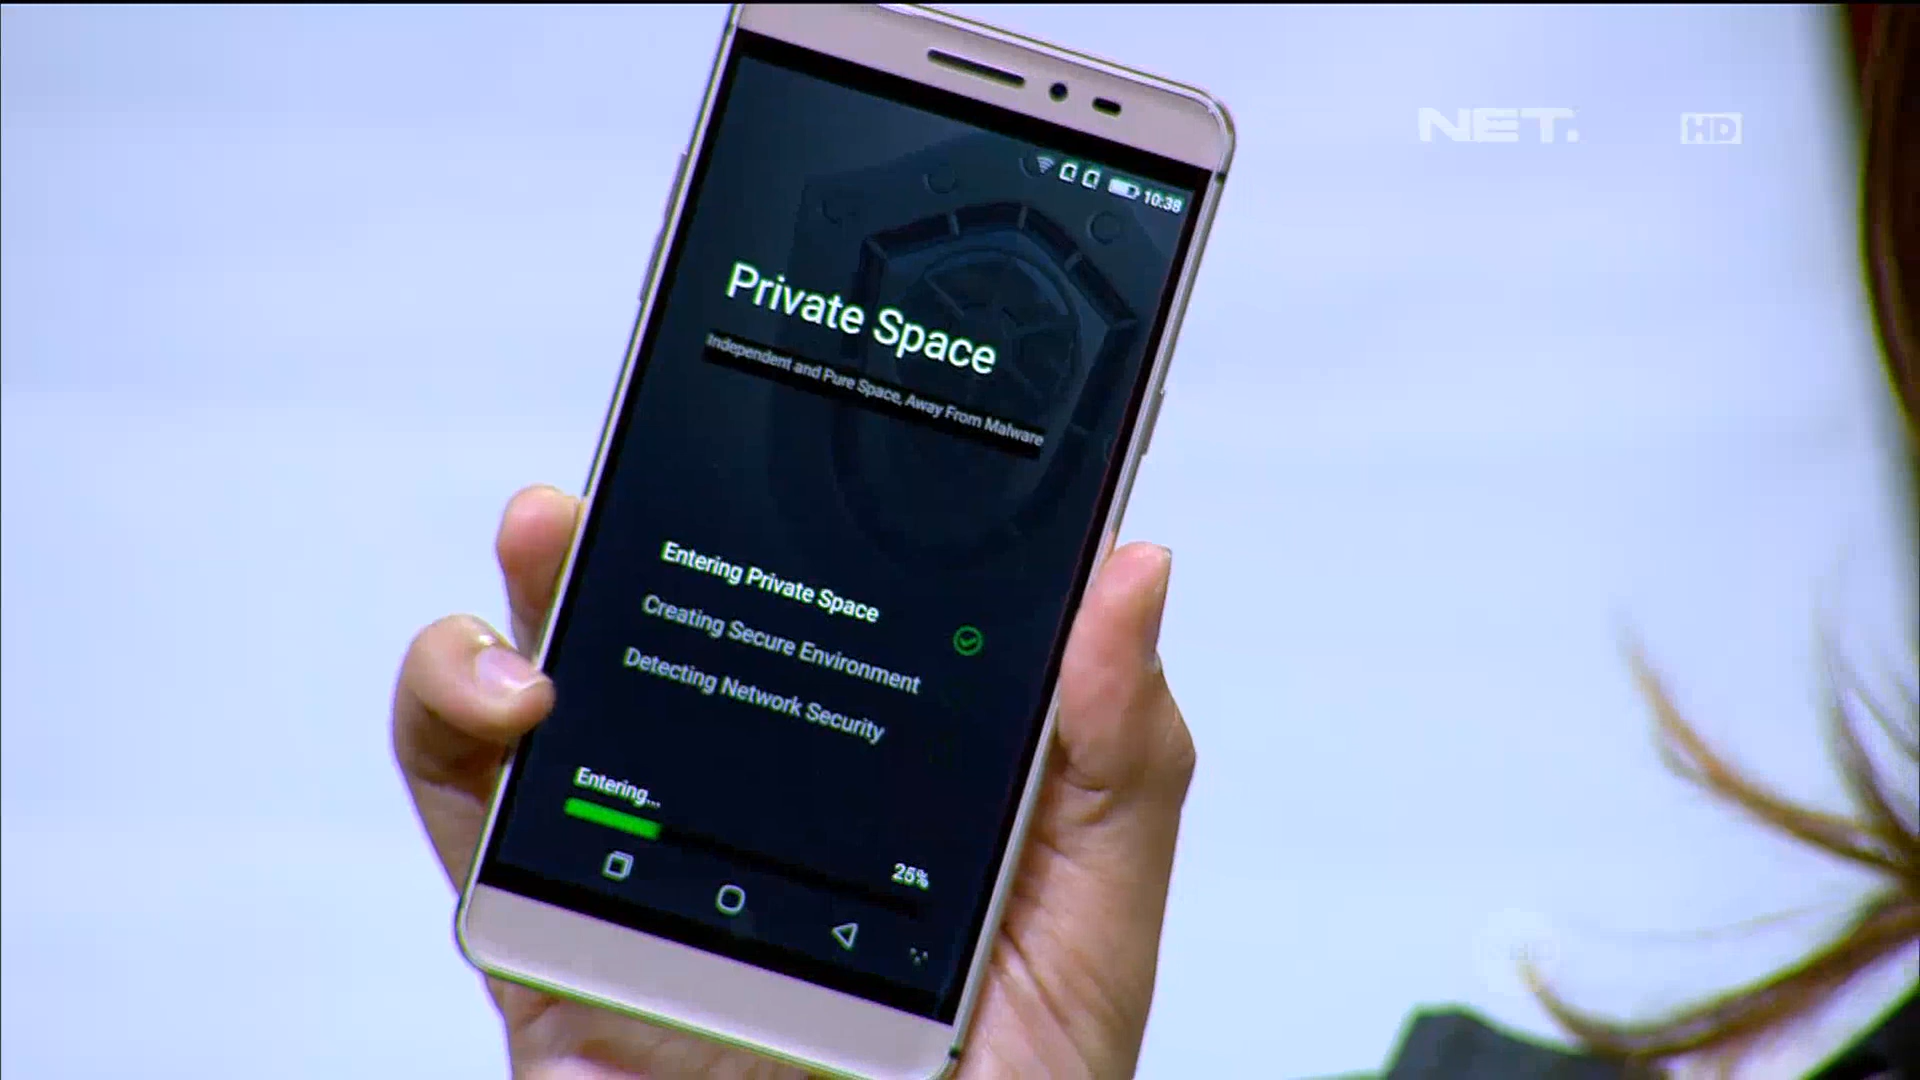 NET.
HD
10:38
Private Space
Independent and Pure Space, Away From Malware
Entering Private Space
Creating Secure Environment
Detecting Network Security
Entering...
25%